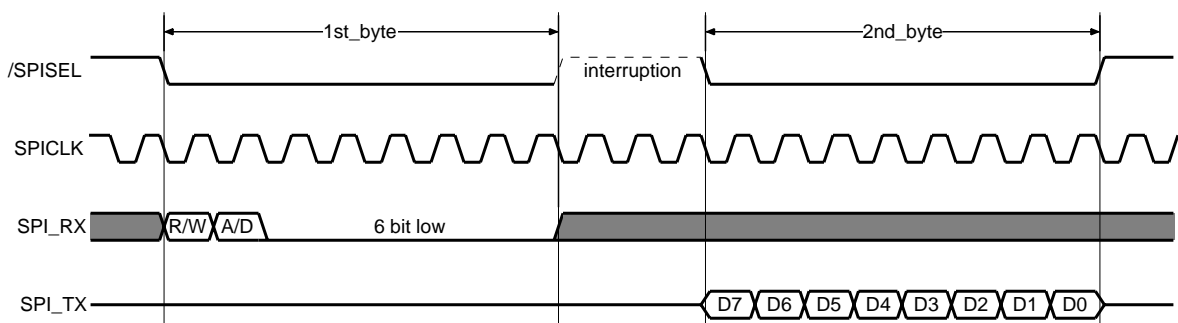 1st_byte 2nd_byte
/SPISEL interruption
SPICLK
SPI_RX R/W A/D 6 bit low
SPI_TX D7 D6 D5 D4 D3 D2 D1 D0